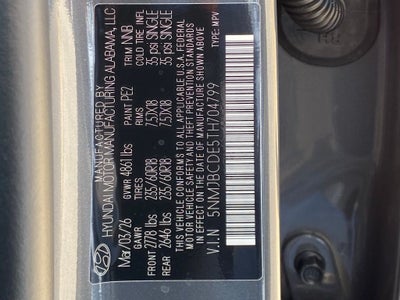 MANUFACTURED BY
HYUNDAI MOTOR MANUFACTURING ALABAMA, LLC
Mar/03/26 GVWR 4861 lbs PAINT PE2 TRIM NNB
GAWR TIRES RIMS COLD TIRE INFL
FRONT 2778 lbs 235/60R18 7.5JX18 35 psi SINGLE
REAR 2646 lbs 235/60R18 7.5JX18 35 psi SINGLE
THIS VEHICLE CONFORMS TO ALL APPLICABLE U.S.A. FEDERAL
MOTOR VEHICLE SAFETY AND THEFT PREVENTION STANDARDS
IN EFFECT ON THE DATE OF MANUFACTURE SHOWN ABOVE.
V.I.N 5NMJBCDE5TH704799 TYPE: MPV